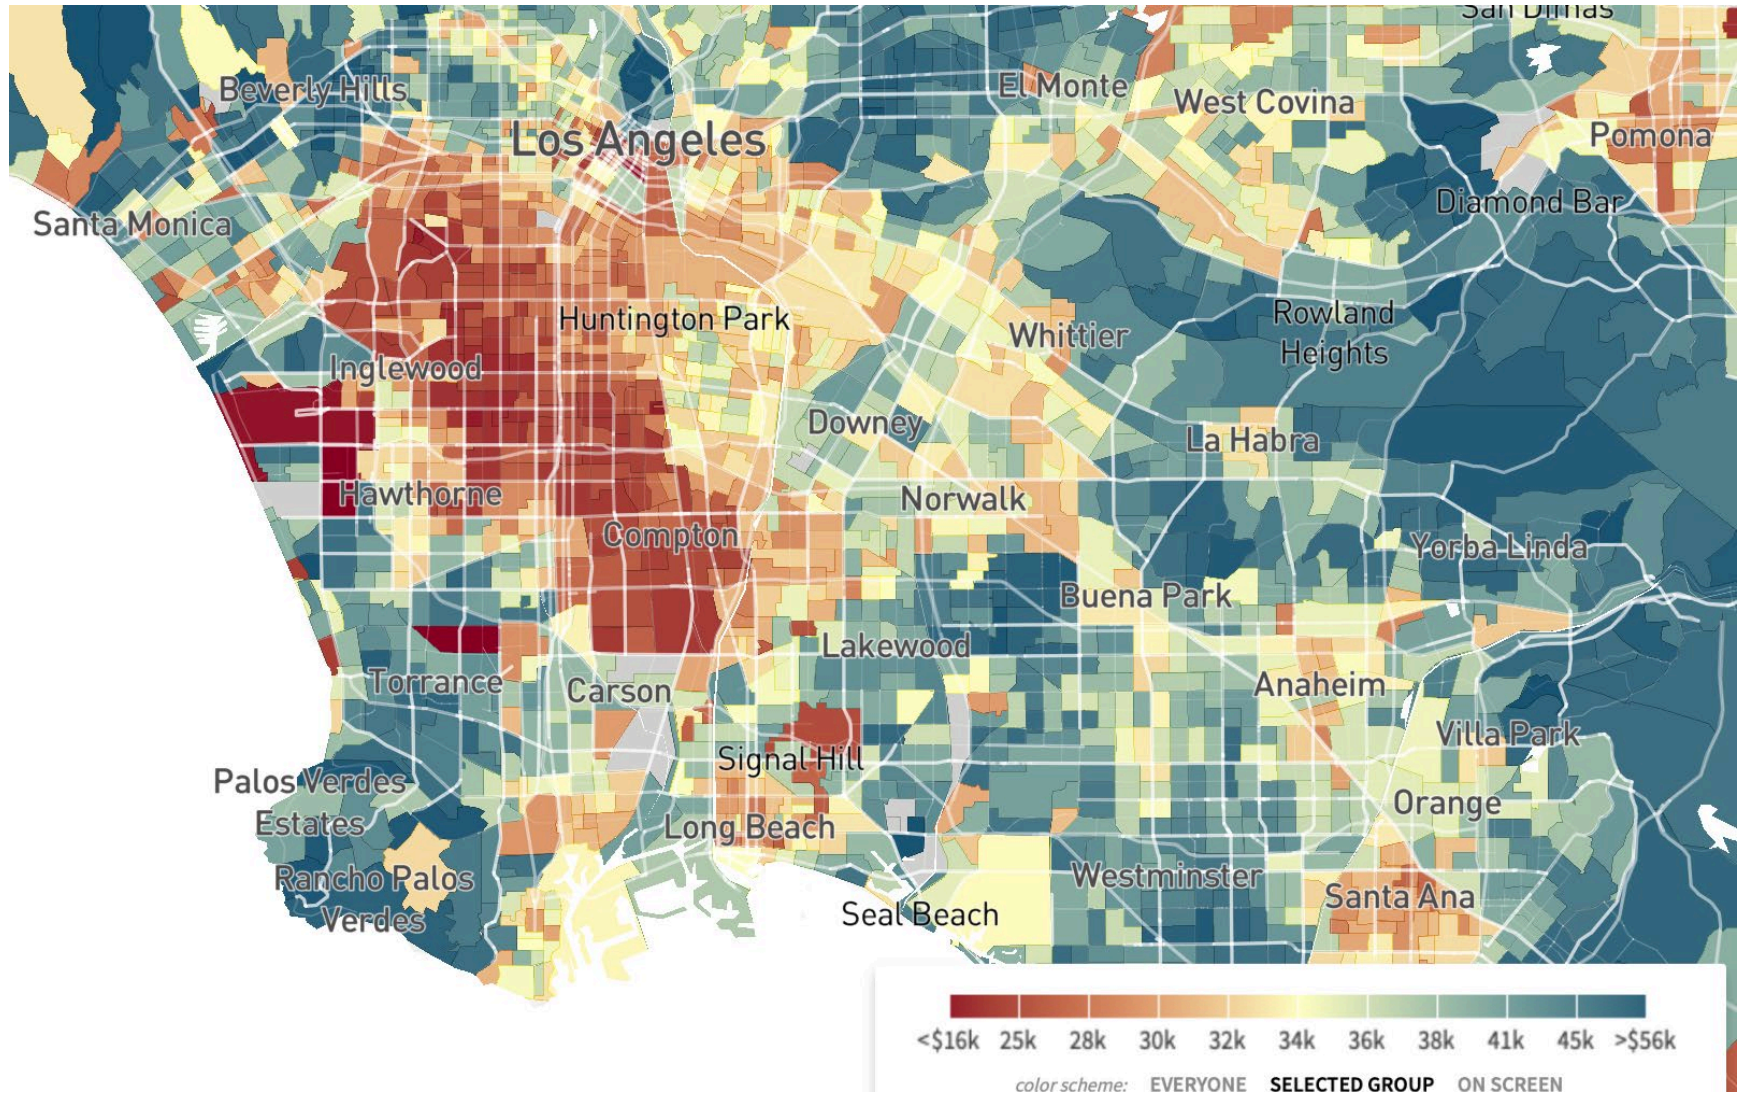 San Dimas
Beverly Hills
El Monte
West Covina
Los Angeles
Pomona
Diamond Bar
Santa Monica
Huntington Park
Rowland
Heights
Whittier
Inglewood
Downey
La Habra
Hawthorne
Norwalk
Compton
Yorba Linda
Buena Park
Lakewood
Torrance
Carson
Anaheim
Villa Park
Signal Hill
Palos Verdes
Estates
Orange
Long Beach
Rancho Palos
Verdes
Westminster
Santa Ana
Seal Beach
<$16k 25k 28k 30k 32k 34k 36k 38k 41k 45k >$56k
color scheme: EVERYONE SELECTED GROUP ON SCREEN